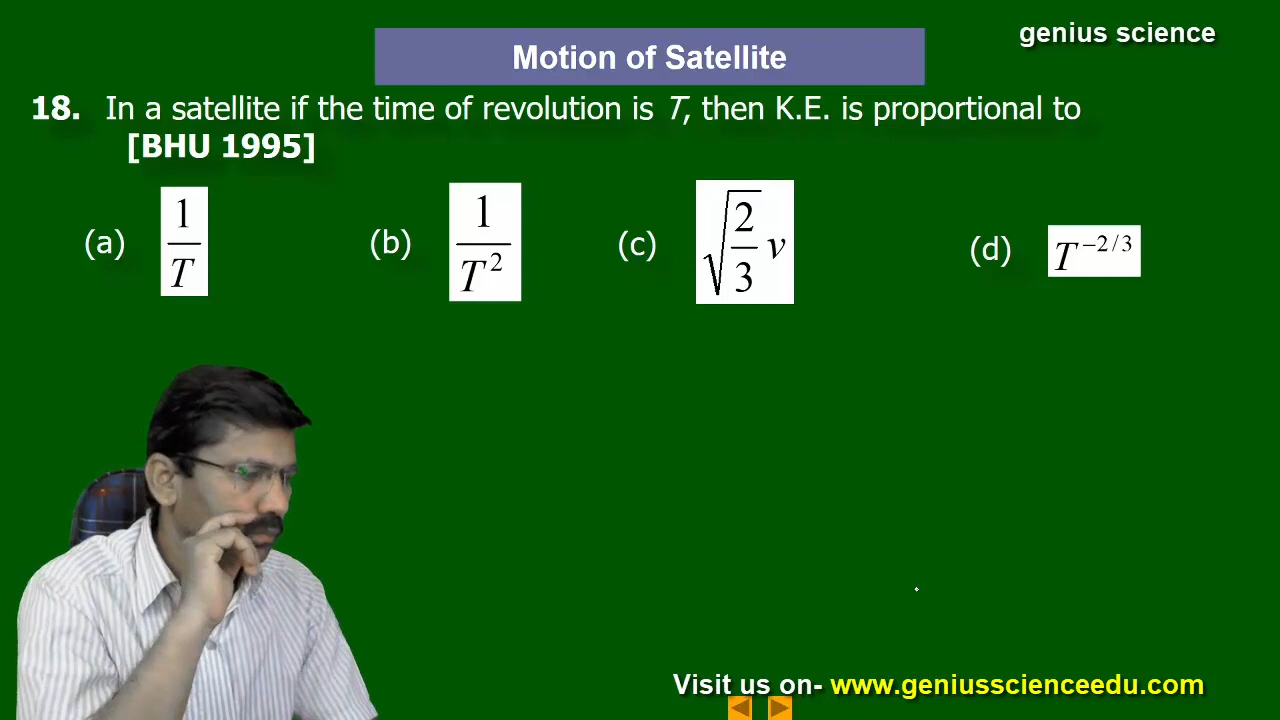 genius science
Motion of Satellite
18. In a satellite if the time of revolution is T, then K.E. is proportional to
[BHU 1995]
(a) 1/T (b) 1/T² (c) √(2/3) v (d) T^(-2/3)
Visit us on- www.geniusscienceedu.com